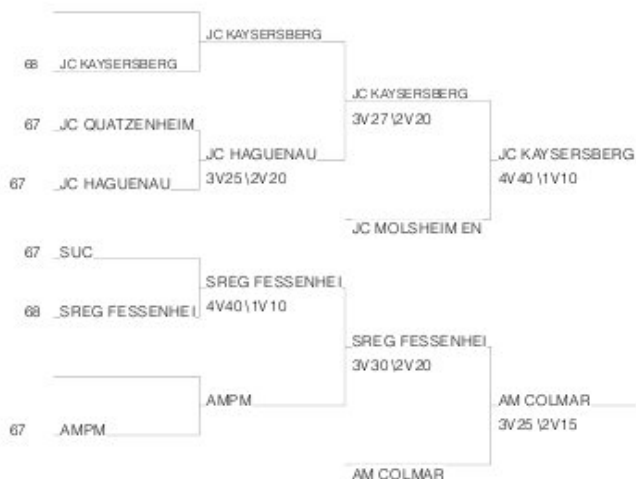 JC KAYSERSBERG
68 JC KAYSERSBERG
JC KAYSERSBERG
3V27 \2V20
67 JC QUATZENHEIM
JC HAGUENAU
3V25 \2V20
JC KAYSERSBERG
4V40 \1V10
67 JC HAGUENAU
JC MOLSHEIM EN
67 SUC
SREG FESSENHEI
4V40 \1V10
68 SREG FESSENHEI
SREG FESSENHEI
3V30 \2V20
AMPM
AM COLMAR
3V25 \2V15
67 AMPM
AM COLMAR